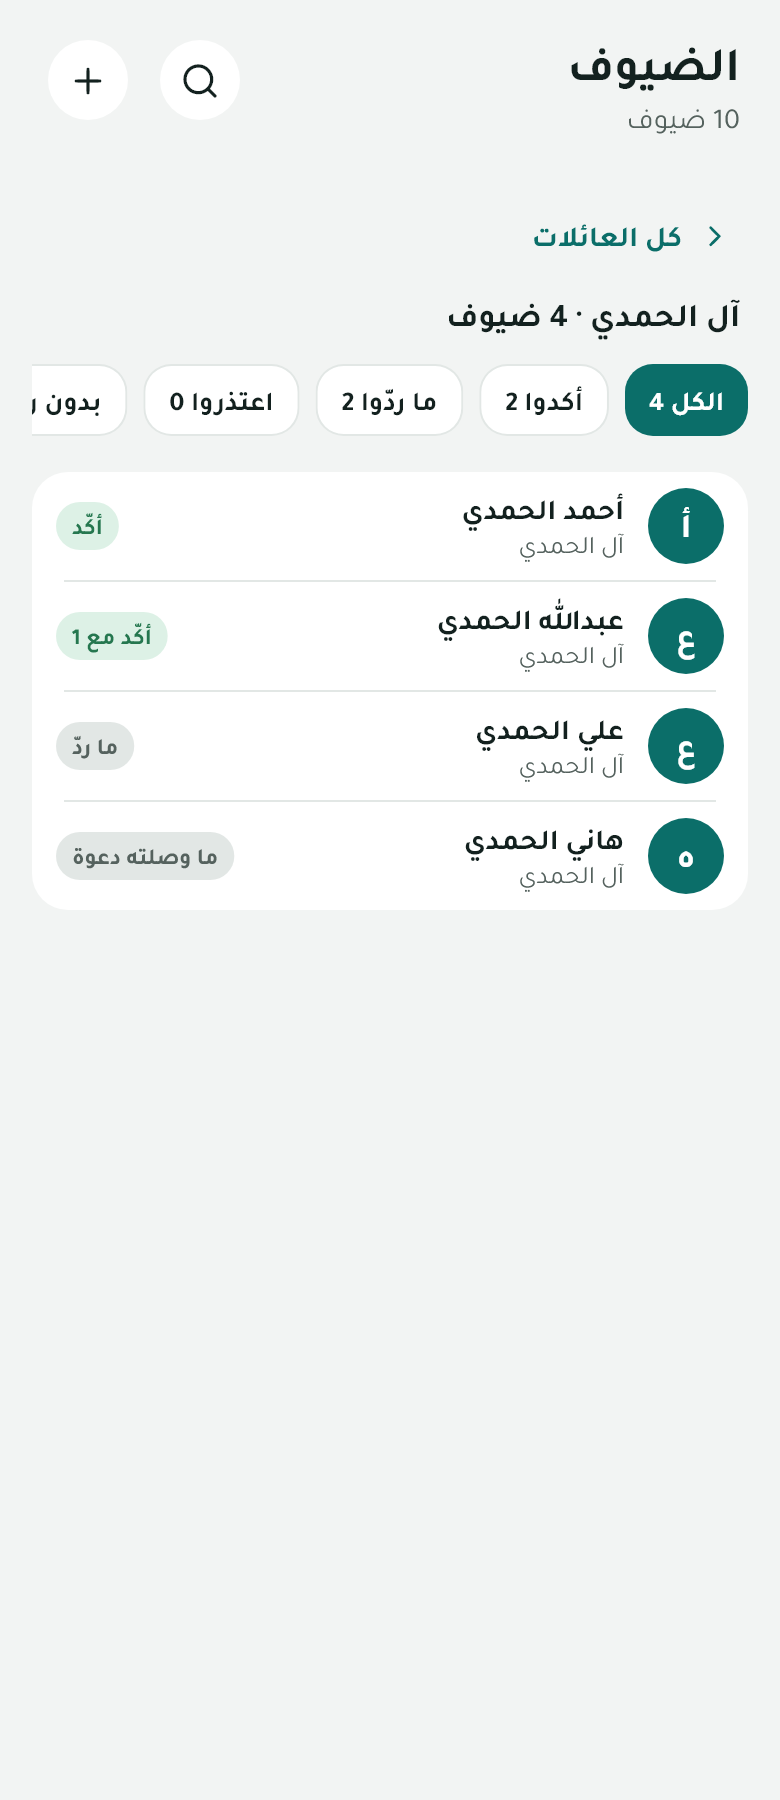 الضيوف
10 ضيوف
كل العائلات
آل الحمدي · 4 ضيوف
الكل 4
أكدوا 2
ما ردّوا 2
اعتذروا 0
بدون
أ
أحمد الحمدي
آل الحمدي
أكّد
ع
عبدالله الحمدي
آل الحمدي
أكّد مع 1
ع
علي الحمدي
آل الحمدي
ما ردّ
ه
هاني الحمدي
آل الحمدي
ما وصلته دعوة